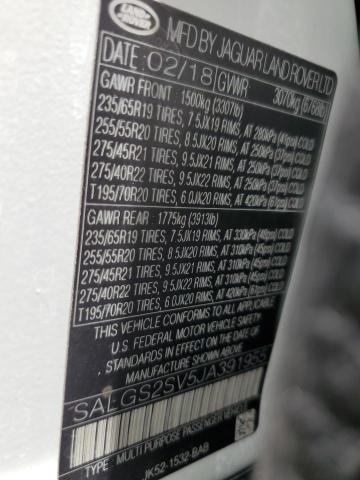 LAND ROVER
MFD BY JAGUAR LAND ROVER LTD
DATE: 02/18 GVWR: 3070kg (6768lb)
GAWR FRONT: 1500kg (3307lb)
235/65R19 TIRES, 7.5JX19 RIMS, AT 280kPa (41psi) COLD
255/55R20 TIRES, 8.5JX20 RIMS, AT 250kPa (37psi) COLD
275/45R21 TIRES, 9.5JX21 RIMS, AT 250kPa (37psi) COLD
275/40R22 TIRES, 9.5JX22 RIMS, AT 250kPa (37psi) COLD
T195/70R20 TIRES, 6.0JX20 RIMS, AT 420kPa (61psi) COLD
GAWR REAR: 1775kg (3913lb)
235/65R19 TIRES, 7.5JX19 RIMS, AT 330kPa (48psi) COLD
255/55R20 TIRES, 8.5JX20 RIMS, AT 310kPa (45psi) COLD
275/45R21 TIRES, 9.5JX21 RIMS, AT 310kPa (45psi) COLD
275/40R22 TIRES, 9.5JX22 RIMS, AT 310kPa (45psi) COLD
T195/70R20 TIRES, 6.0JX20 RIMS, AT 420kPa (61psi) COLD
THIS VEHICLE CONFORMS TO ALL APPLICABLE
U.S. FEDERAL MOTOR VEHICLE SAFETY
STANDARDS IN EFFECT ON THE DATE OF
SALGS2SV5JA391955
TYPE: MULTIPURPOSE PASSENGER VEHICLE
JK52-1532-BAB